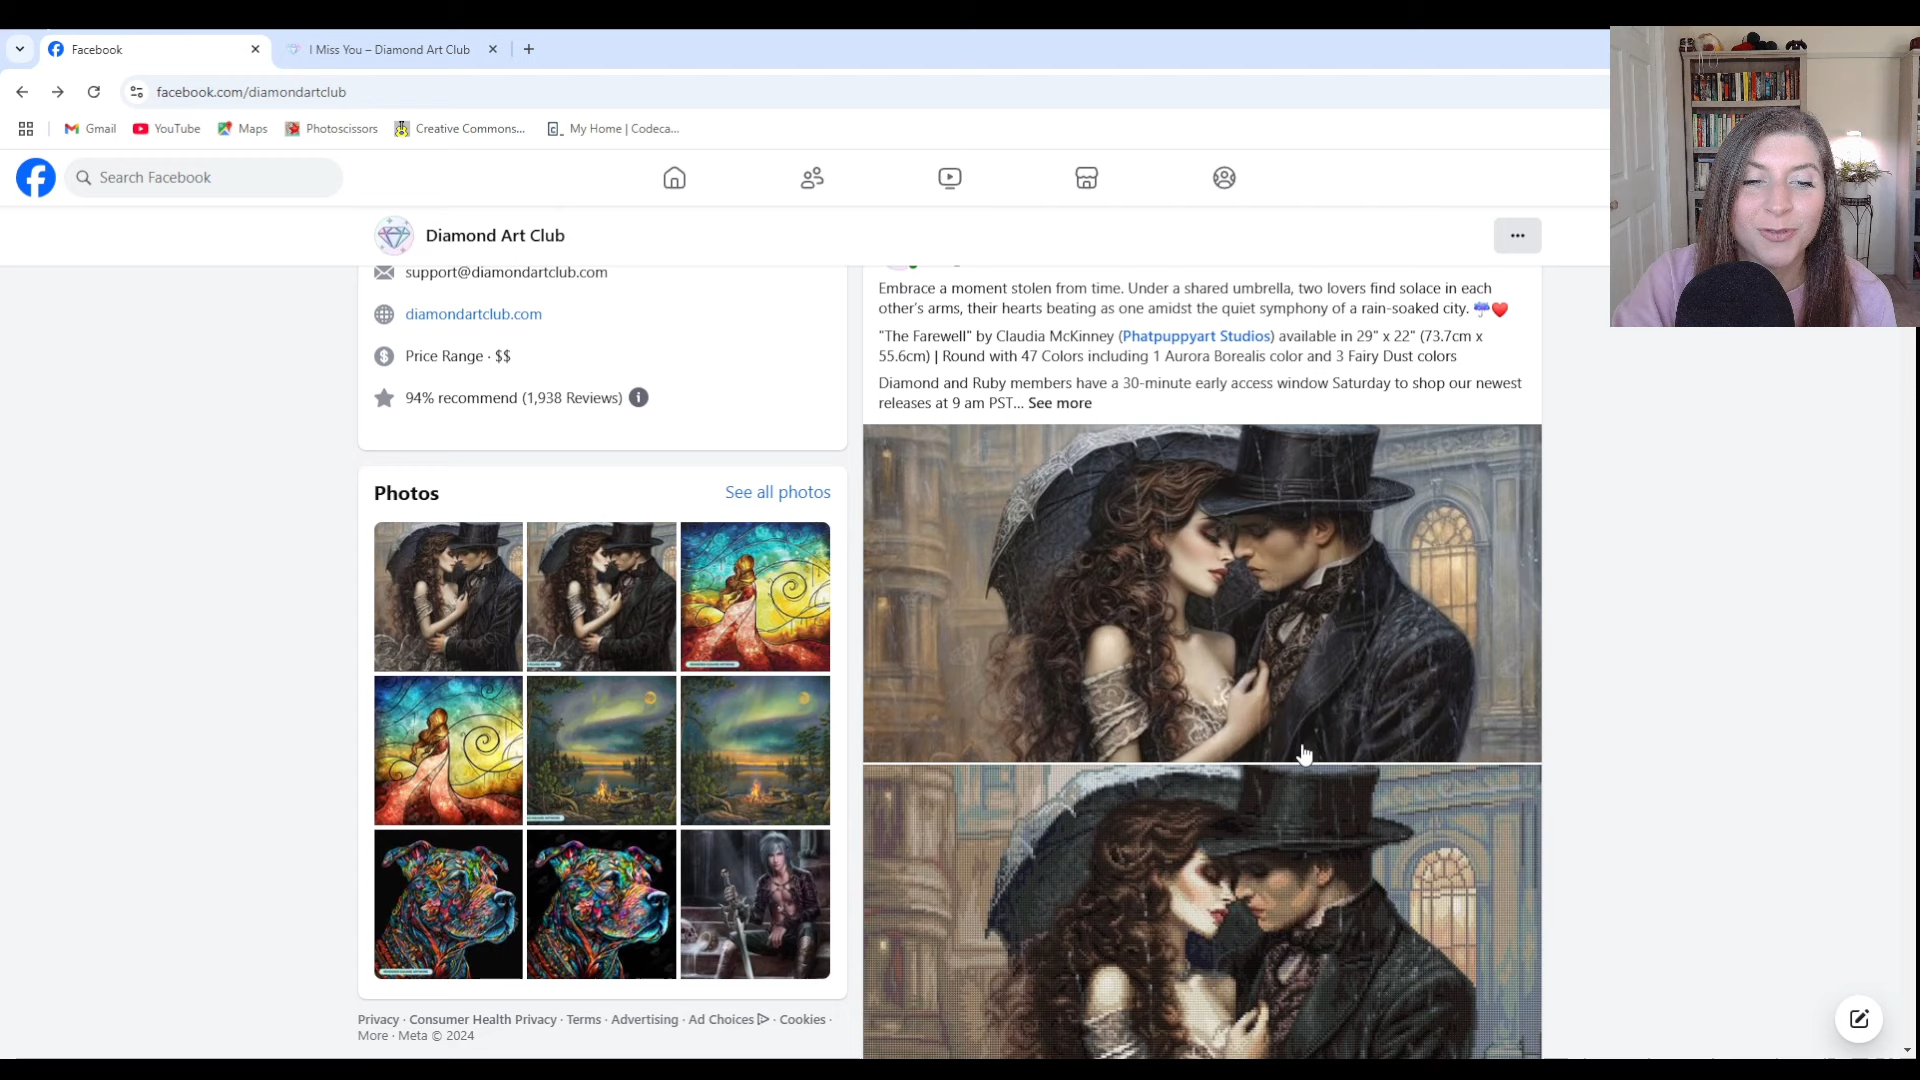 Facebook
I Miss You – Diamond Art Club
facebook.com/diamondartclub
Gmail
YouTube
Maps
Photoscissors
Creative Commons...
My Home | Codeca...
Search Facebook
Diamond Art Club
support@diamondartclub.com
diamondartclub.com
Price Range · $$
94% recommend (1,938 Reviews)
Photos
See all photos
Privacy · Consumer Health Privacy · Terms · Advertising · Ad Choices · Cookies ·
More · Meta © 2024
Embrace a moment stolen from time. Under a shared umbrella, two lovers find solace in each
other's arms, their hearts beating as one amidst the quiet symphony of a rain-soaked city. ☔❤️
"The Farewell" by Claudia McKinney (Phatpuppyart Studios) available in 29" x 22" (73.7cm x
55.6cm) | Round with 47 Colors including 1 Aurora Borealis color and 3 Fairy Dust colors
Diamond and Ruby members have a 30-minute early access window Saturday to shop our newest
releases at 9 am PST... See more